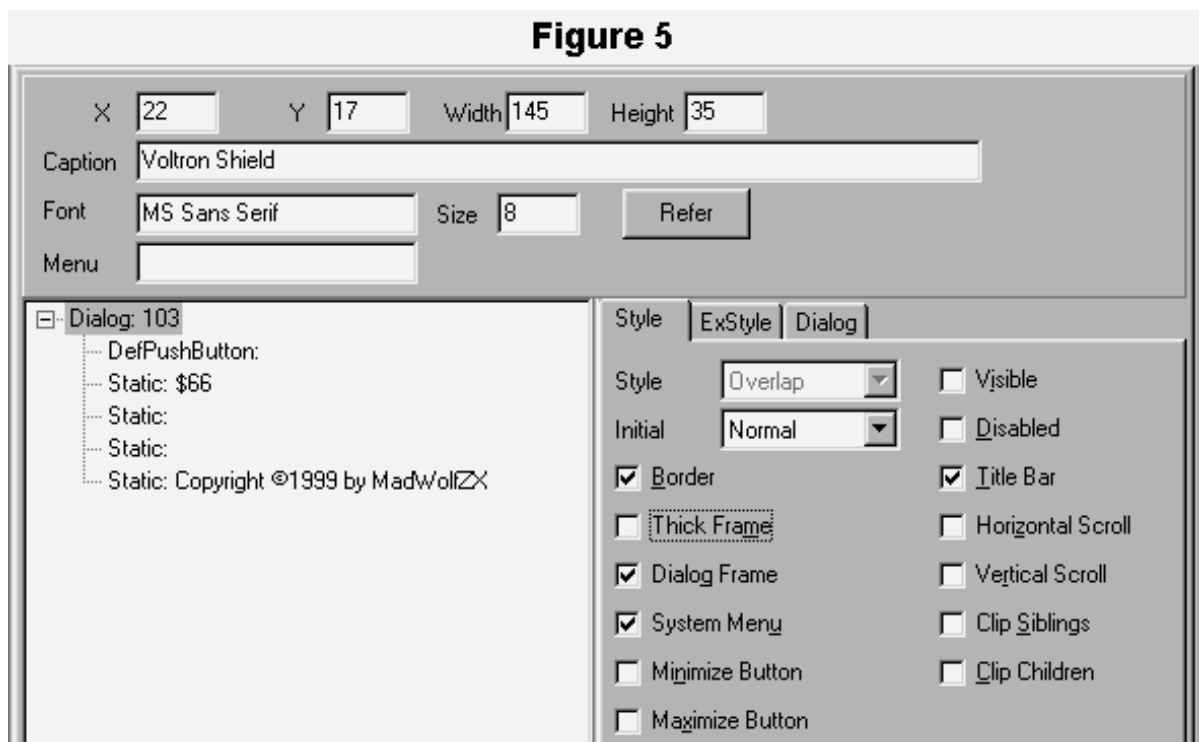 Figure 5
X 22 Y 17 Width 145 Height 35
Caption Voltron Shield
Font MS Sans Serif Size 8 Refer
Menu
Dialog: 103
DefPushButton:
Static: $66
Static:
Static:
Static: Copyright ©1999 by MadWolfZX
Style ExStyle Dialog
Style Overlap Visible
Initial Normal Disabled
Border Title Bar
Thick Frame Horizontal Scroll
Dialog Frame Vertical Scroll
System Menu Clip Siblings
Minimize Button Clip Children
Maximize Button